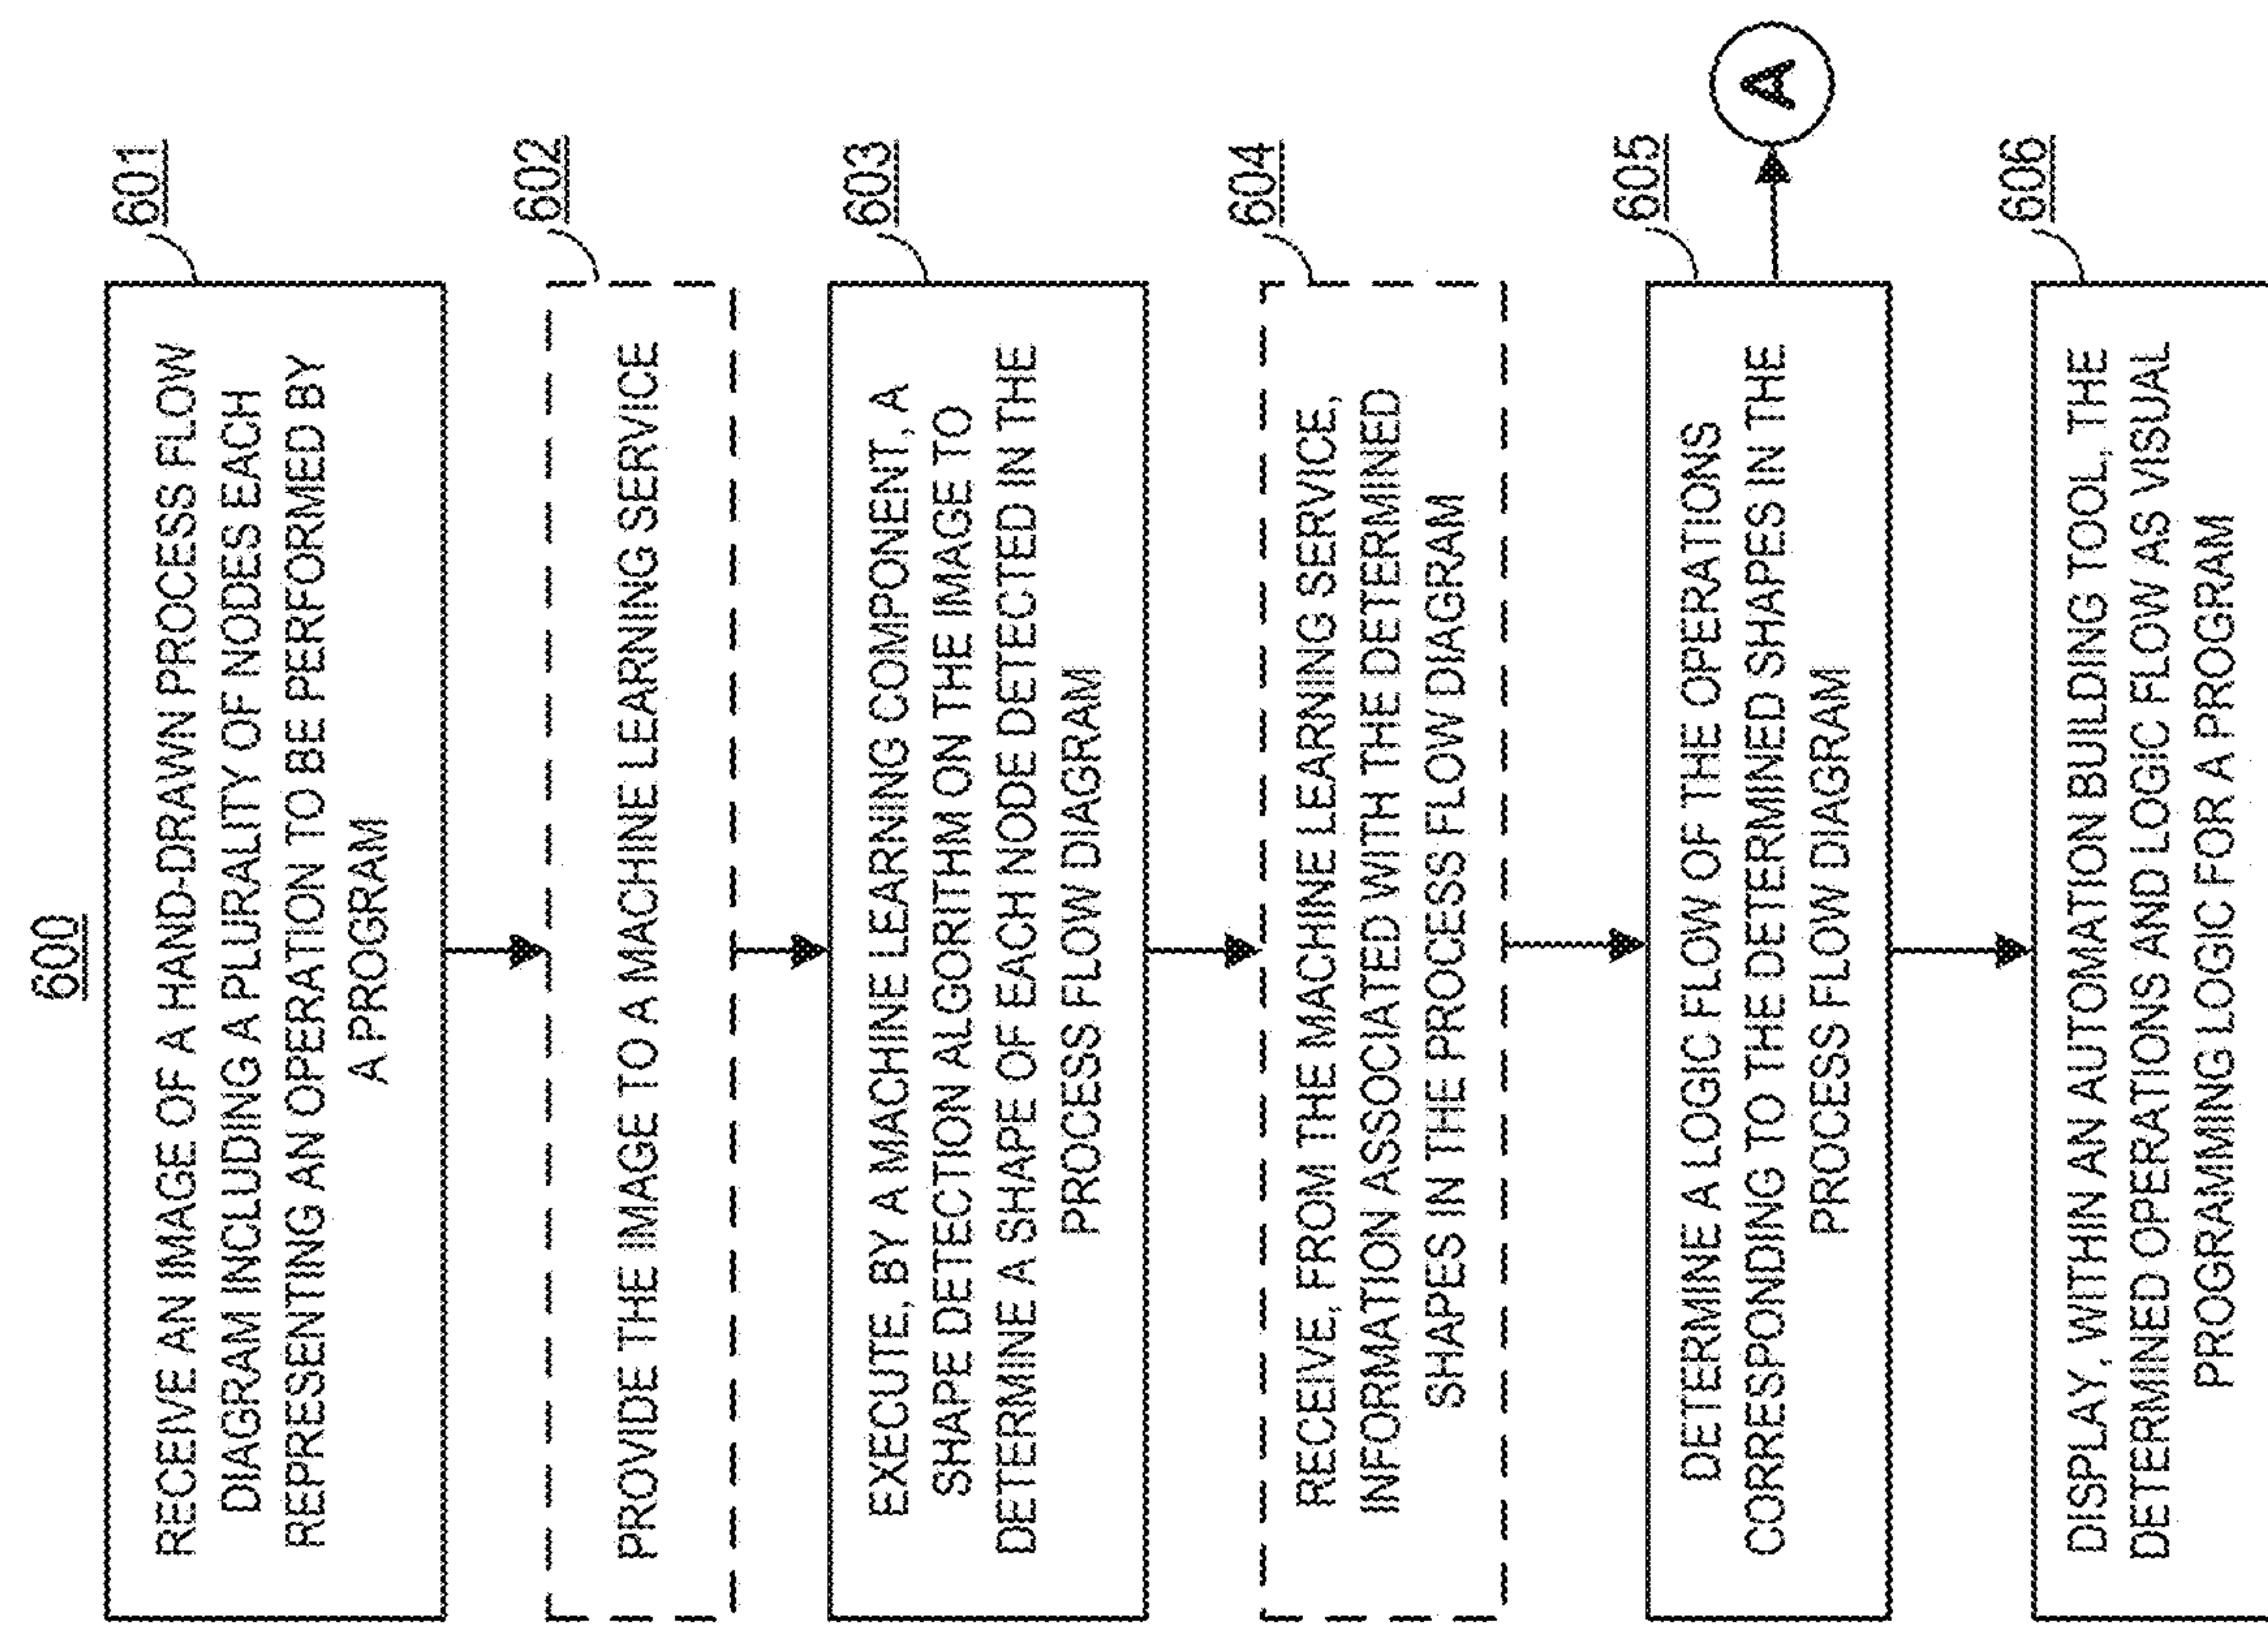 600
RECEIVE AN IMAGE OF A HAND-DRAWN PROCESS FLOW
DIAGRAM INCLUDING A PLURALITY OF NODES EACH
REPRESENTING AN OPERATION TO BE PERFORMED BY
A PROGRAM
601
PROVIDE THE IMAGE TO A MACHINE LEARNING SERVICE
602
EXECUTE, BY A MACHINE LEARNING COMPONENT, A
SHAPE DETECTION ALGORITHM ON THE IMAGE TO
DETERMINE A SHAPE OF EACH NODE DETECTED IN THE
PROCESS FLOW DIAGRAM
603
RECEIVE, FROM THE MACHINE LEARNING SERVICE,
INFORMATION ASSOCIATED WITH THE DETERMINED
SHAPES IN THE PROCESS FLOW DIAGRAM
604
DETERMINE A LOGIC FLOW OF THE OPERATIONS
CORRESPONDING TO THE DETERMINED SHAPES IN THE
PROCESS FLOW DIAGRAM
605
A
DISPLAY, WITHIN AN AUTOMATION BUILDING TOOL, THE
DETERMINED OPERATIONS AND LOGIC FLOW AS VISUAL
PROGRAMMING LOGIC FOR A PROGRAM
606